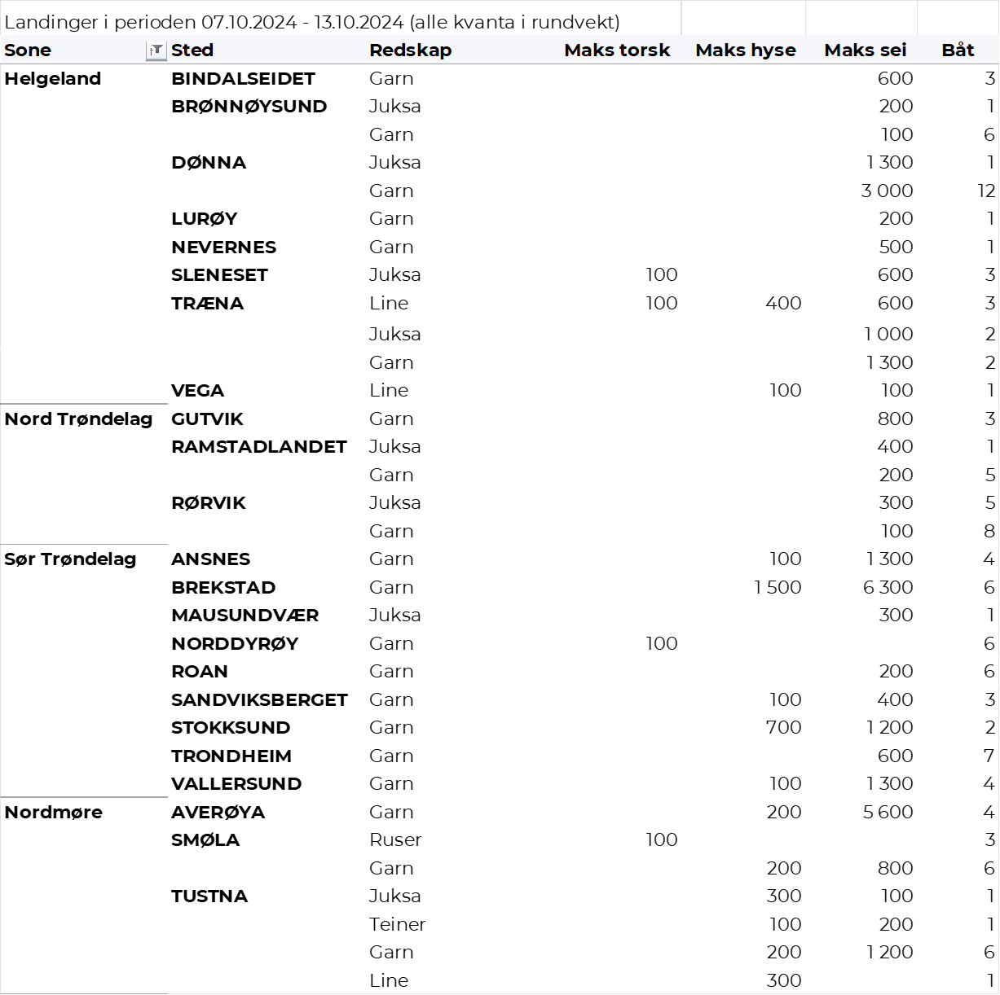 Landinger i perioden 07.10.2024 - 13.10.2024 (alle kvanta i rundvekt)
Sone Sted Redskap Maks torsk Maks hyse Maks sei Båt
Helgeland BINDALSEIDET Garn 600 3
BRØNNØYSUND Juksa 200 1
Garn 100 6
DØNNA Juksa 1 300 1
Garn 3 000 12
LURØY Garn 200 1
NEVERNES Garn 500 1
SLENESET Juksa 100 600 3
TRÆNA Line 100 400 600 3
Juksa 1 000 2
Garn 1 300 2
VEGA Line 100 100 1
Nord Trøndelag GUTVIK Garn 800 3
RAMSTADLANDET Juksa 400 1
Garn 200 5
RØRVIK Juksa 300 5
Garn 100 8
Sør Trøndelag ANSNES Garn 100 1 300 4
BREKSTAD Garn 1 500 6 300 6
MAUSUNDVÆR Juksa 300 1
NORDDYRØY Garn 100 6
ROAN Garn 200 6
SANDVIKSBERGET Garn 100 400 3
STOKKSUND Garn 700 1 200 2
TRONDHEIM Garn 600 7
VALLERSUND Garn 100 1 300 4
Nordmøre AVERØYA Garn 200 5 600 4
SMØLA Ruser 100 3
Garn 200 800 6
TUSTNA Juksa 300 100 1
Teiner 100 200 1
Garn 200 1 200 6
Line 300 1